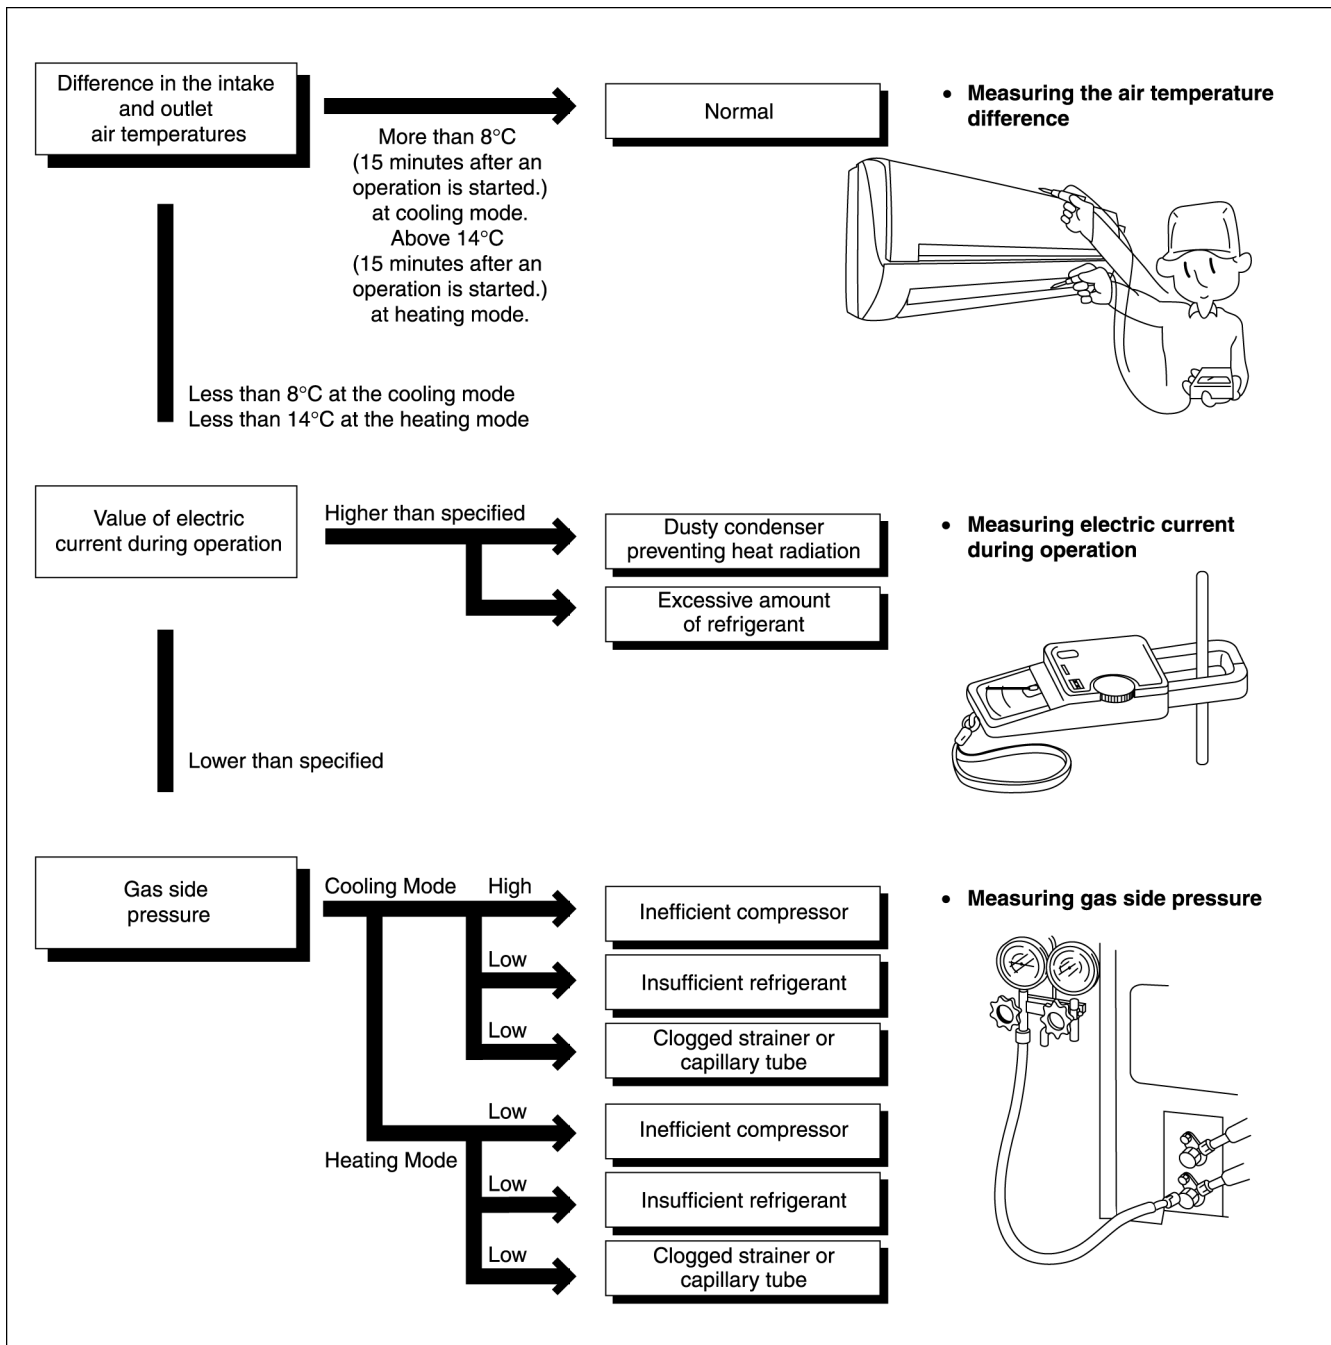 Difference in the intake
and outlet
air temperatures
More than 8°C
(15 minutes after an
operation is started.)
at cooling mode.
Above 14°C
(15 minutes after an
operation is started.)
at heating mode.
Normal
• Measuring the air temperature
difference
Less than 8°C at the cooling mode
Less than 14°C at the heating mode
Value of electric
current during operation
Higher than specified
Dusty condenser
preventing heat radiation
Excessive amount
of refrigerant
• Measuring electric current
during operation
Lower than specified
Gas side
pressure
Cooling Mode
High
Inefficient compressor
Low
Insufficient refrigerant
Low
Clogged strainer or
capillary tube
Heating Mode
Low
Inefficient compressor
Low
Insufficient refrigerant
Low
Clogged strainer or
capillary tube
• Measuring gas side pressure